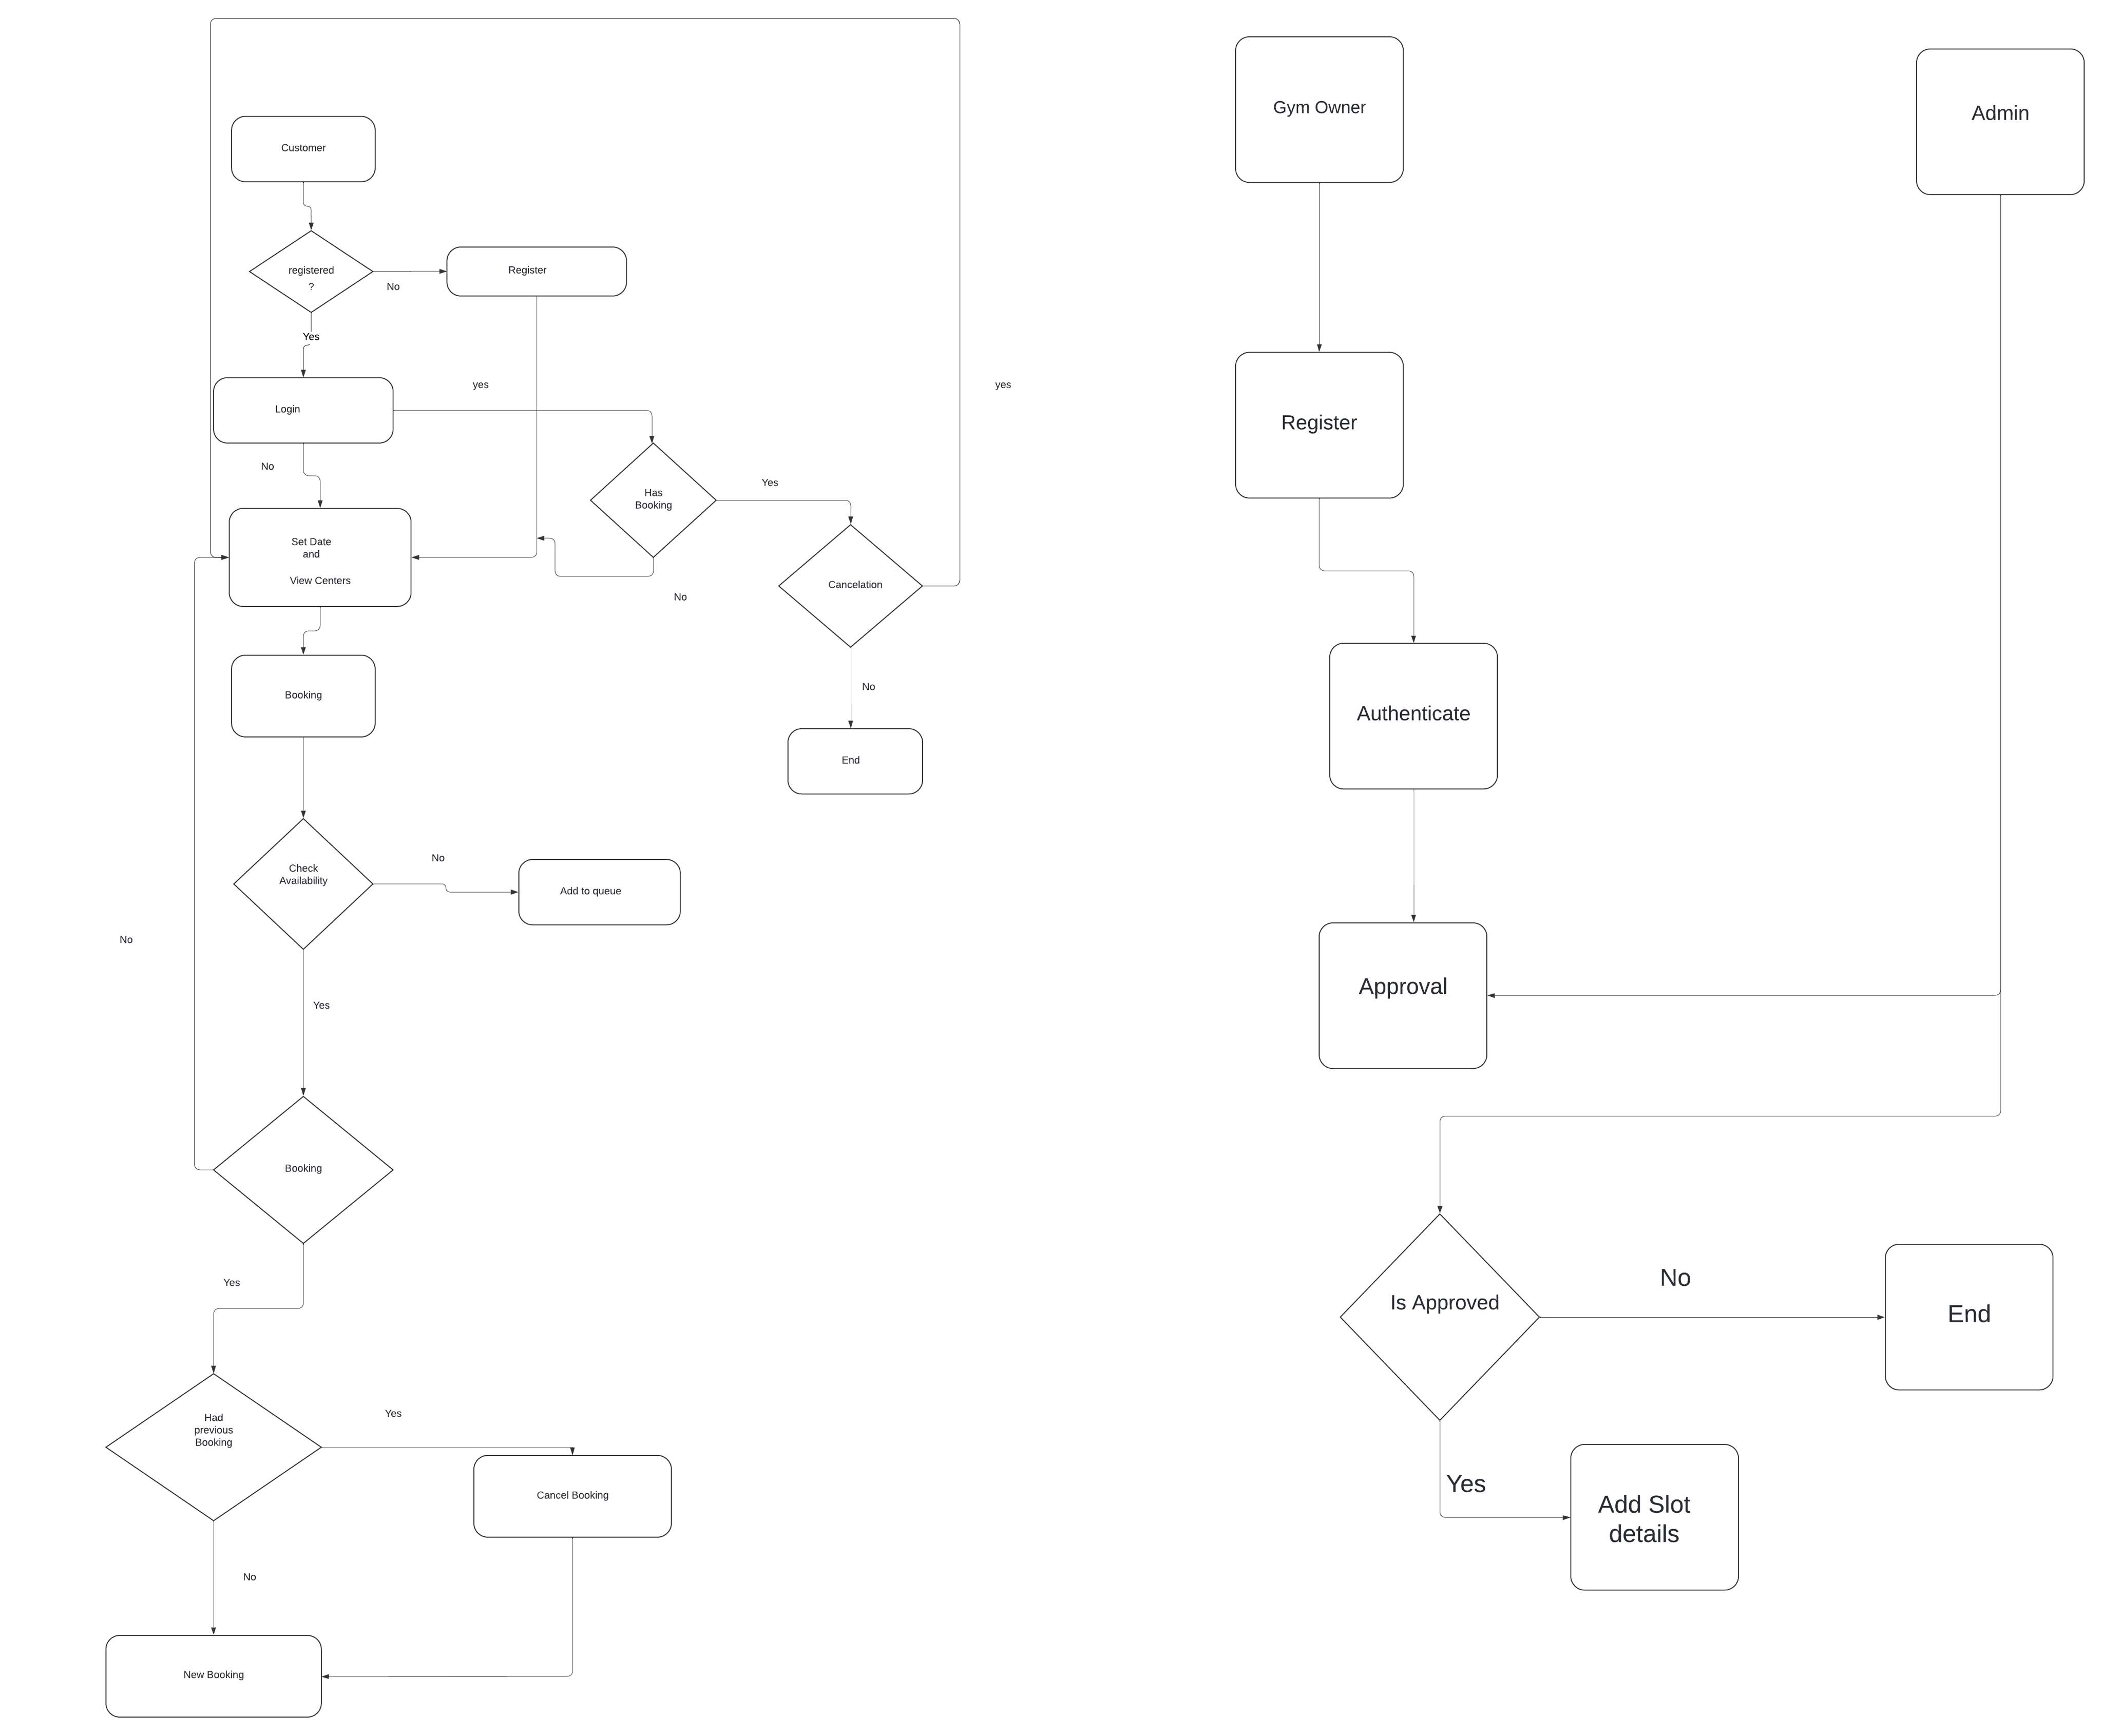 Customer
registered
?
No
Register
Yes
Login
yes
yes
No
Has
Booking
Yes
Set Date
and
View Centers
Cancelation
No
Booking
No
End
Check
Availability
No
Add to queue
No
Yes
Booking
Yes
Had
previous
Booking
Yes
Cancel Booking
No
New Booking
Gym Owner
Admin
Register
Authenticate
Approval
Is Approved
No
End
Yes
Add Slot
details